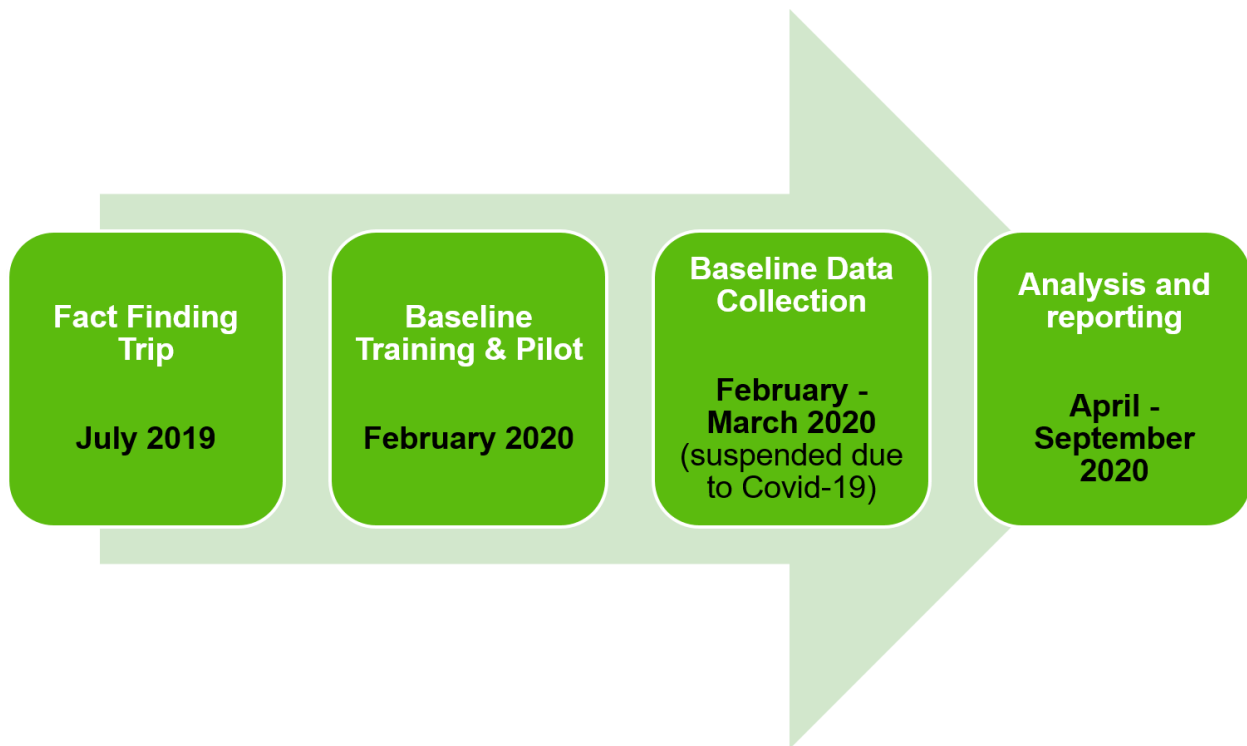 Fact Finding
Trip
July 2019
Baseline
Training & Pilot
February 2020
Baseline Data
Collection
February -
March 2020
(suspended due
to Covid-19)
Analysis and
reporting
April -
September
2020